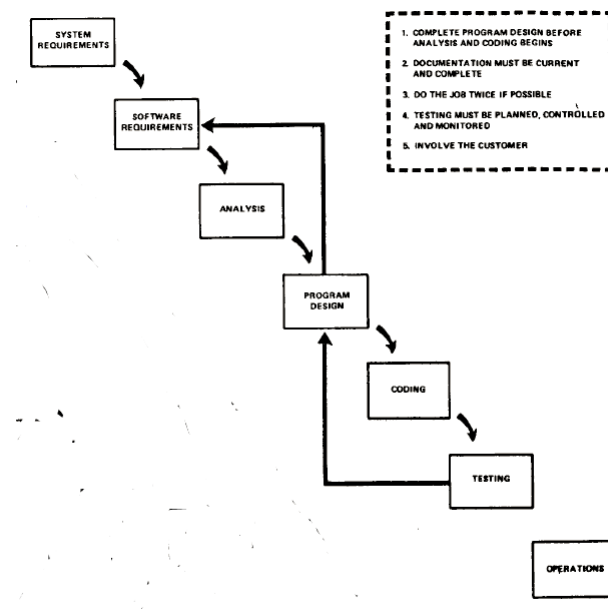 SYSTEM
REQUIREMENTS
1. COMPLETE PROGRAM DESIGN BEFORE
ANALYSIS AND CODING BEGINS
2. DOCUMENTATION MUST BE CURRENT
AND COMPLETE
3. DO THE JOB TWICE IF POSSIBLE
4. TESTING MUST BE PLANNED, CONTROLLED
AND MONITORED
5. INVOLVE THE CUSTOMER
SOFTWARE
REQUIREMENTS
ANALYSIS
PROGRAM
DESIGN
CODING
TESTING
OPERATIONS